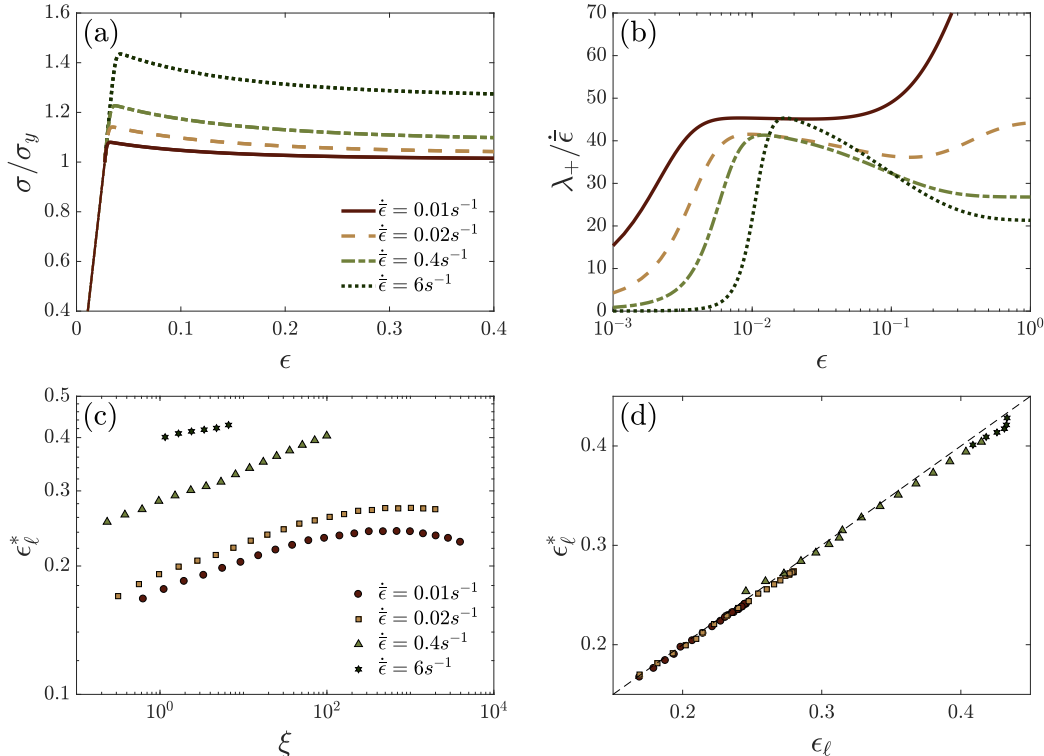 (a)
1.6
1.4
1.2
1
0.8
0.6
0.4
σ/σ_y
0
0.1
0.2
0.3
0.4
ϵ
ϵ̄̇ = 0.01s⁻¹
ϵ̄̇ = 0.02s⁻¹
ϵ̄̇ = 0.4s⁻¹
ϵ̄̇ = 6s⁻¹
(b)
70
60
50
40
30
20
10
0
λ₊/ϵ̄̇
10⁻³
10⁻²
10⁻¹
10⁰
ϵ
(c)
0.5
0.4
0.3
0.2
0.1
ϵ*_ℓ
10⁰
10²
10⁴
ξ
ϵ̄̇ = 0.01s⁻¹
ϵ̄̇ = 0.02s⁻¹
ϵ̄̇ = 0.4s⁻¹
ϵ̄̇ = 6s⁻¹
(d)
0.4
0.3
0.2
ϵ*_ℓ
0.2
0.3
0.4
ϵ_ℓ